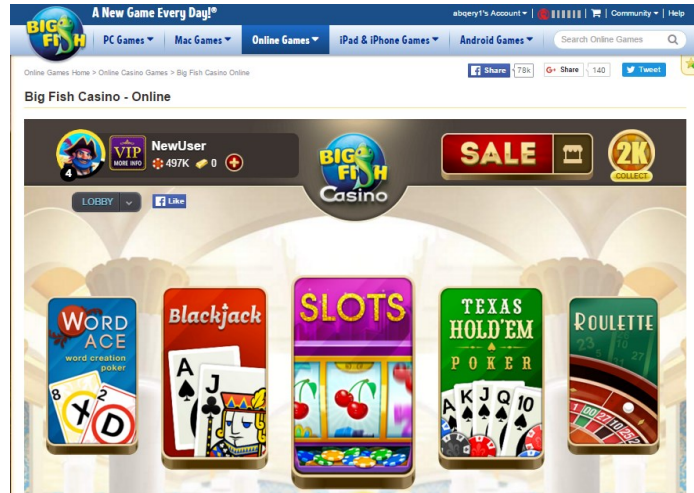 A New Game Every Day!®
abqery1's Account
Community
Help
BIG FISH
PC Games
Mac Games
Online Games
iPad & iPhone Games
Android Games
Search Online Games
Online Games Home > Online Casino Games > Big Fish Casino Online
f Share 78k
G+ Share 140
Tweet
Big Fish Casino - Online
4
VIP
MORE INFO
NewUser
497K
0
BIG FISH
Casino
SALE
2K
COLLECT
LOBBY
f Like
WORD ACE
word creation
poker
8 X 2 D
Blackjack
A J
SLOTS
TEXAS
HOLD'EM
POKER
A K J Q 10
ROULETTE